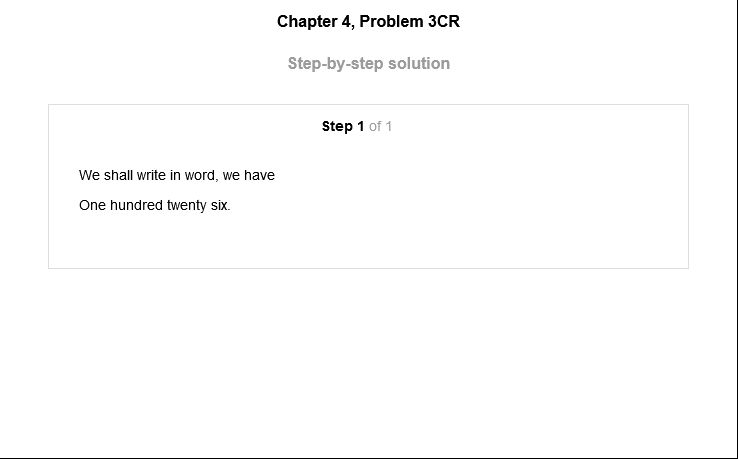 Chapter 4, Problem 3CR
Step-by-step solution
Step 1 of 1
We shall write in word, we have
One hundred twenty six.